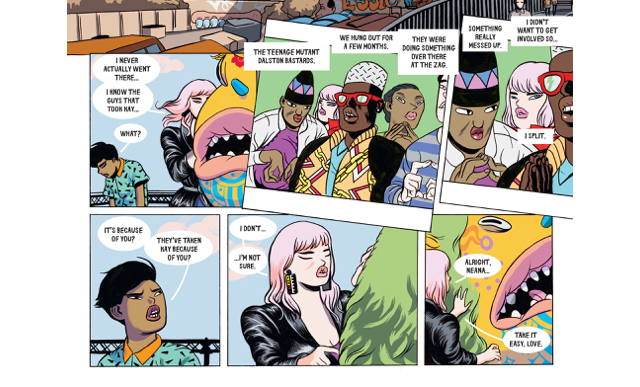 I NEVER
ACTUALLY WENT
THERE...
I KNOW THE
GUYS THAT
TOOK KAY...
WHAT?
THE TEENAGE MUTANT
DALSTON BASTARDS.
WE HUNG OUT FOR
A FEW MONTHS.
THEY WERE
DOING SOMETHING
OVER THERE
AT THE ZAG.
SOMETHING
REALLY
MESSED UP.
I DIDN'T
WANT TO GET
INVOLVED SO...
I SPLIT.
IT'S BECAUSE
OF YOU?
THEY'VE TAKEN
KAY BECAUSE
OF YOU?
I DON'T...
...I'M NOT
SURE.
ALRIGHT,
NEANA...
TAKE IT
EASY, LOVE.